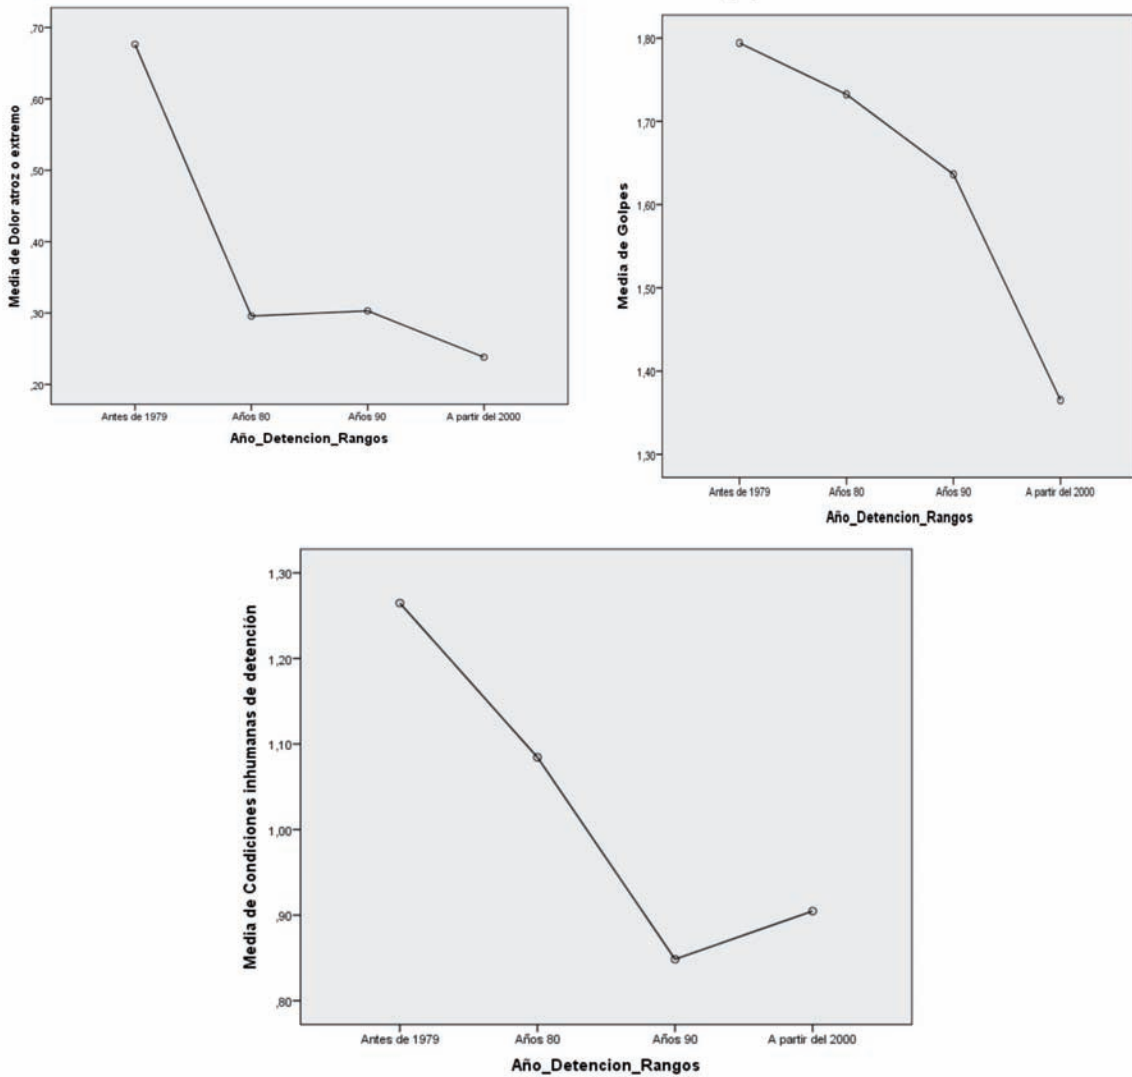 Media de Dolor atroz o extremo
,70
,60
,50
,40
,30
,20
Antes de 1979 Años 80 Años 90 A partir del 2000
Año_Detencion_Rangos
Media de Golpes
1,80
1,70
1,60
1,50
1,40
1,30
Antes de 1979 Años 80 Años 90 A partir del 2000
Año_Detencion_Rangos
Media de Condiciones inhumanas de detención
1,30
1,20
1,10
1,00
,90
,80
Antes de 1979 Años 80 Años 90 A partir del 2000
Año_Detencion_Rangos